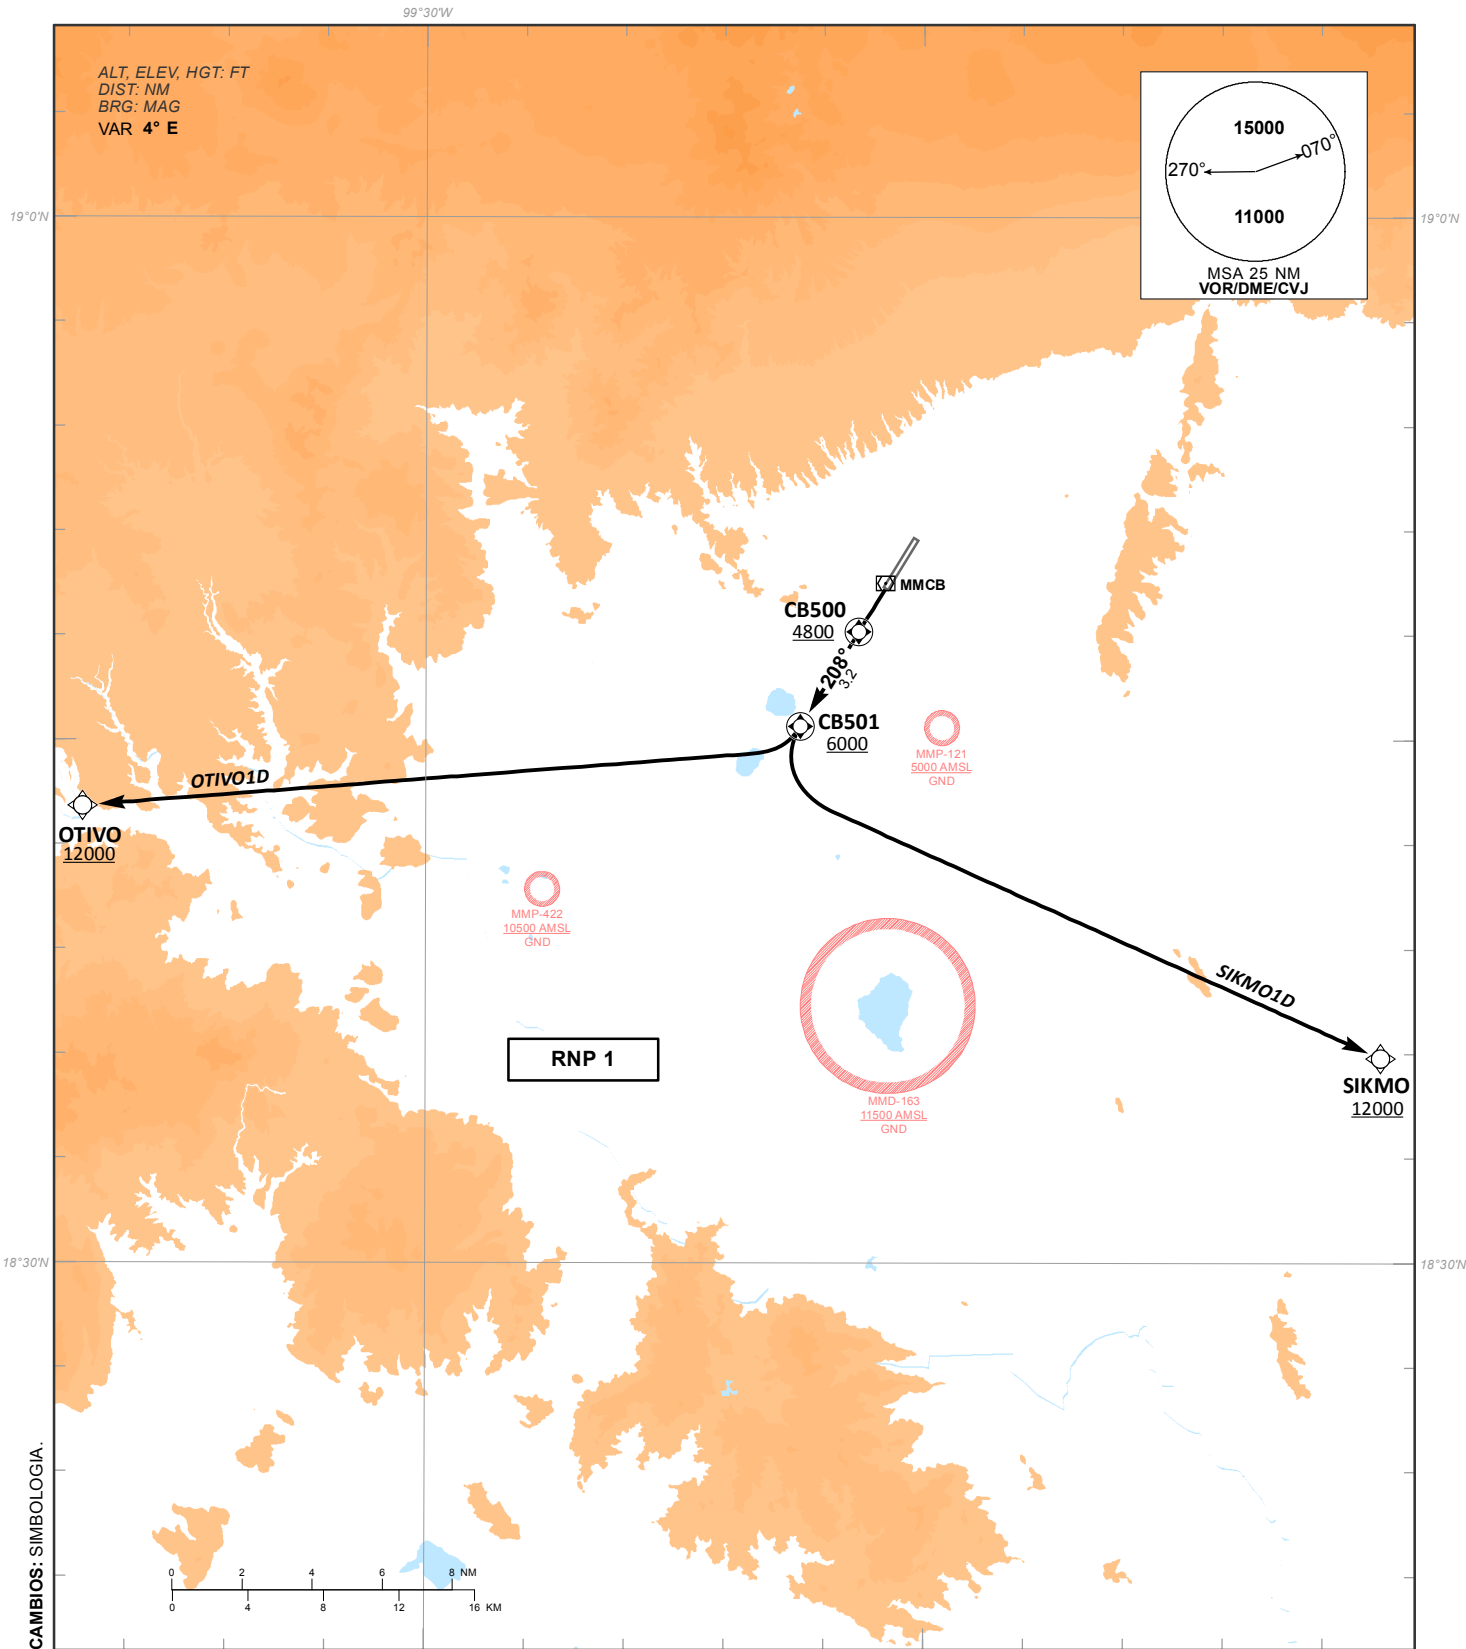 99°30'W
ALT, ELEV, HGT: FT
DIST: NM
BRG: MAG
VAR 4° E
15000
070°
270°
11000
MSA 25 NM
VOR/DME/CVJ
19°0'N
19°0'N
MMCB
CB500
4800
208°
3.2
CB501
6000
MMP-121
5000 AMSL
GND
OTIVO1D
OTIVO
12000
MMP-422
10500 AMSL
GND
SIKMO1D
RNP 1
SIKMO
12000
MMD-163
11500 AMSL
GND
18°30'N
18°30'N
CAMBIOS: SIMBOLOGIA.
0 2 4 6 8 NM
0 4 8 12 16 KM